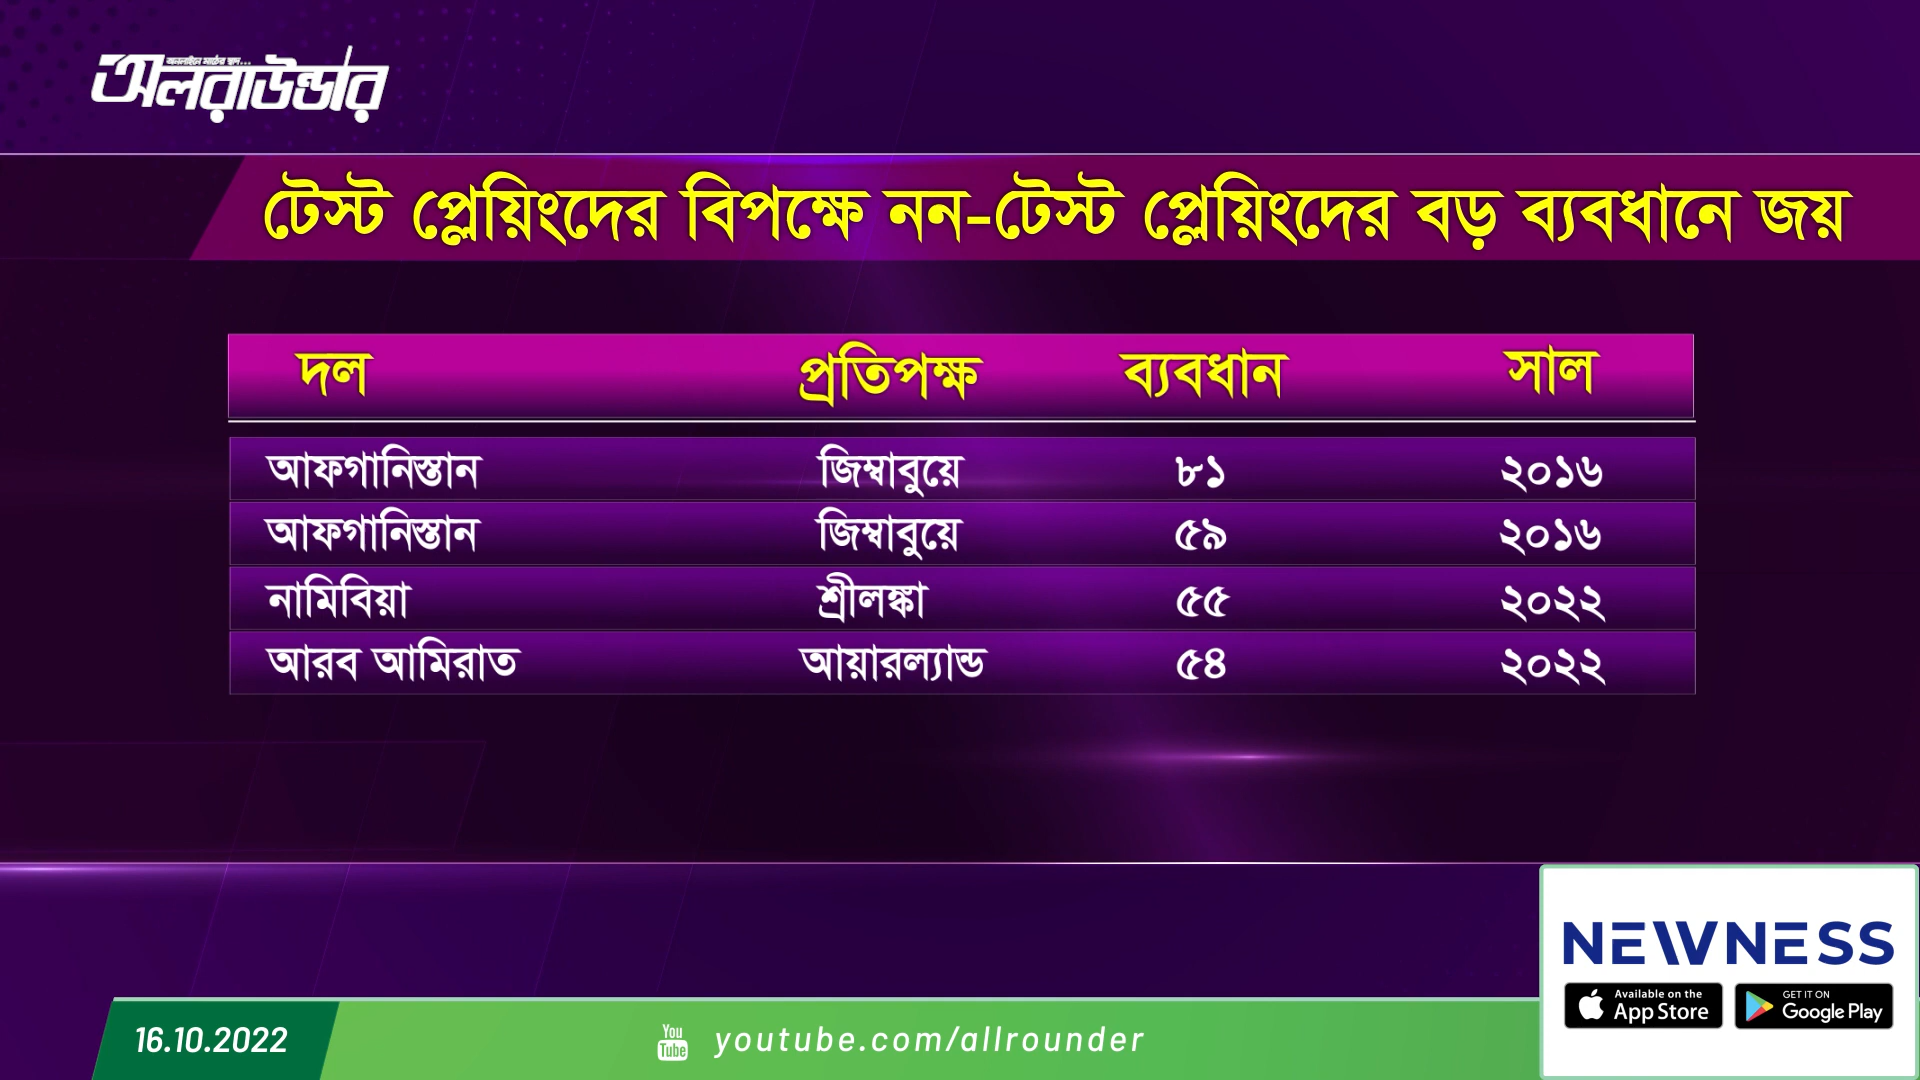 অনলাইনে মাঠের স্বাদ...
অলরাউন্ডার
টেস্ট প্লেয়িংদের বিপক্ষে নন-টেস্ট প্লেয়িংদের বড় ব্যবধানে জয়
দল প্রতিপক্ষ ব্যবধান সাল
আফগানিস্তান জিম্বাবুয়ে ৮১ ২০১৬
আফগানিস্তান জিম্বাবুয়ে ৫৯ ২০১৬
নামিবিয়া শ্রীলঙ্কা ৫৫ ২০২২
আরব আমিরাত আয়ারল্যান্ড ৫৪ ২০২২
NEWNESS
Available on the App Store
GET IT ON Google Play
16.10.2022
You Tube
youtube.com/allrounder